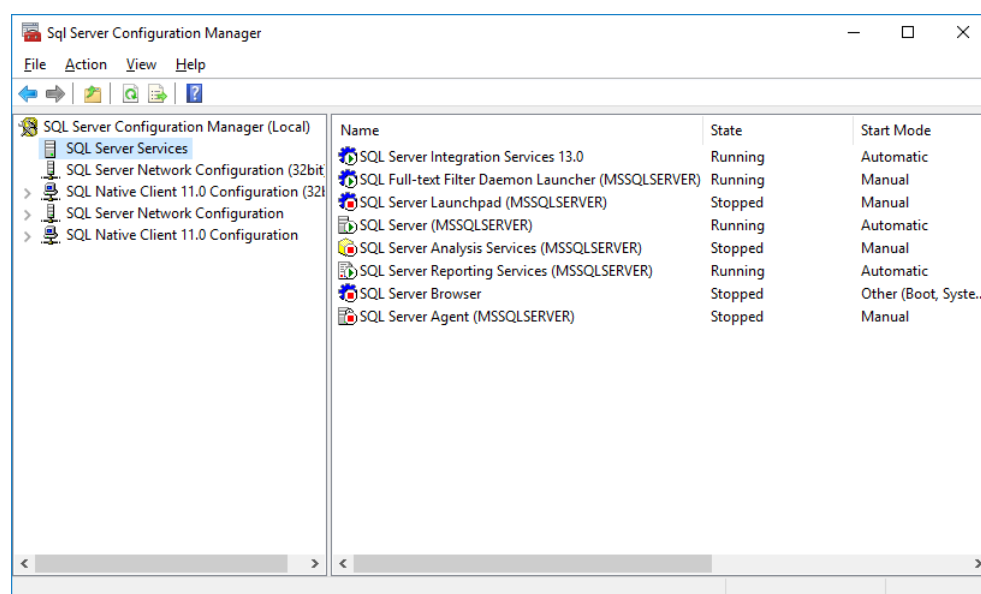 Sql Server Configuration Manager
File Action View Help
SQL Server Configuration Manager (Local)
SQL Server Services
SQL Server Network Configuration (32bit
SQL Native Client 11.0 Configuration (32
SQL Server Network Configuration
SQL Native Client 11.0 Configuration
Name State Start Mode
SQL Server Integration Services 13.0 Running Automatic
SQL Full-text Filter Daemon Launcher (MSSQLSERVER) Running Manual
SQL Server Launchpad (MSSQLSERVER) Stopped Manual
SQL Server (MSSQLSERVER) Running Automatic
SQL Server Analysis Services (MSSQLSERVER) Stopped Manual
SQL Server Reporting Services (MSSQLSERVER) Running Automatic
SQL Server Browser Stopped Other (Boot, Syste..
SQL Server Agent (MSSQLSERVER) Stopped Manual